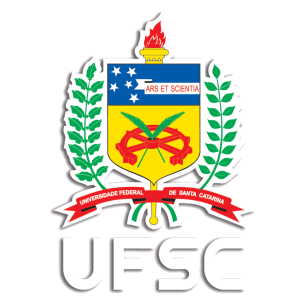 ARS ET SCIENTIA
UNIVERSIDADE FEDERAL DE SANTA CATARINA
UFSC